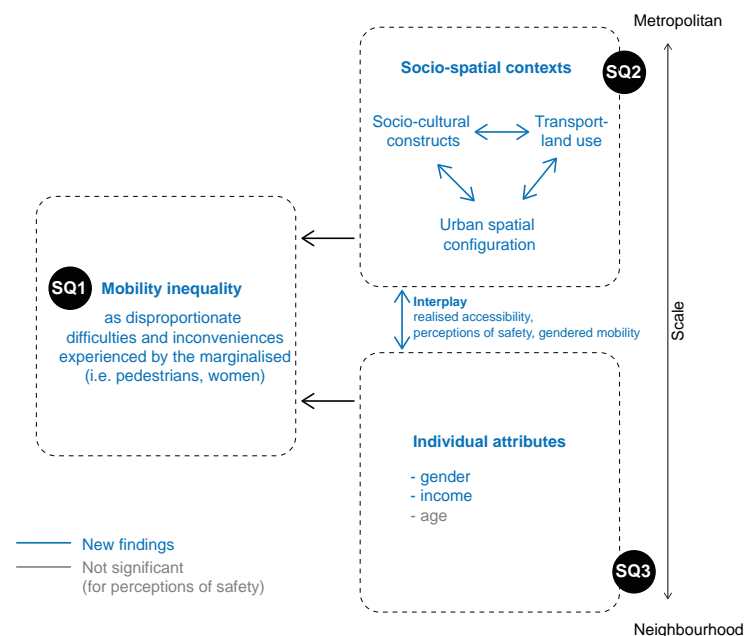 Metropolitan
Socio-spatial contexts
SQ2
Socio-cultural
constructs
Transport-
land use
Urban spatial
configuration
SQ1
Mobility inequality
as disproportionate
difficulties and inconveniences
experienced by the marginalised
(i.e. pedestrians, women)
Interplay
realised accessibility,
perceptions of safety, gendered mobility
Scale
Individual attributes
- gender
- income
- age
New findings
Not significant
(for perceptions of safety)
SQ3
Neighbourhood